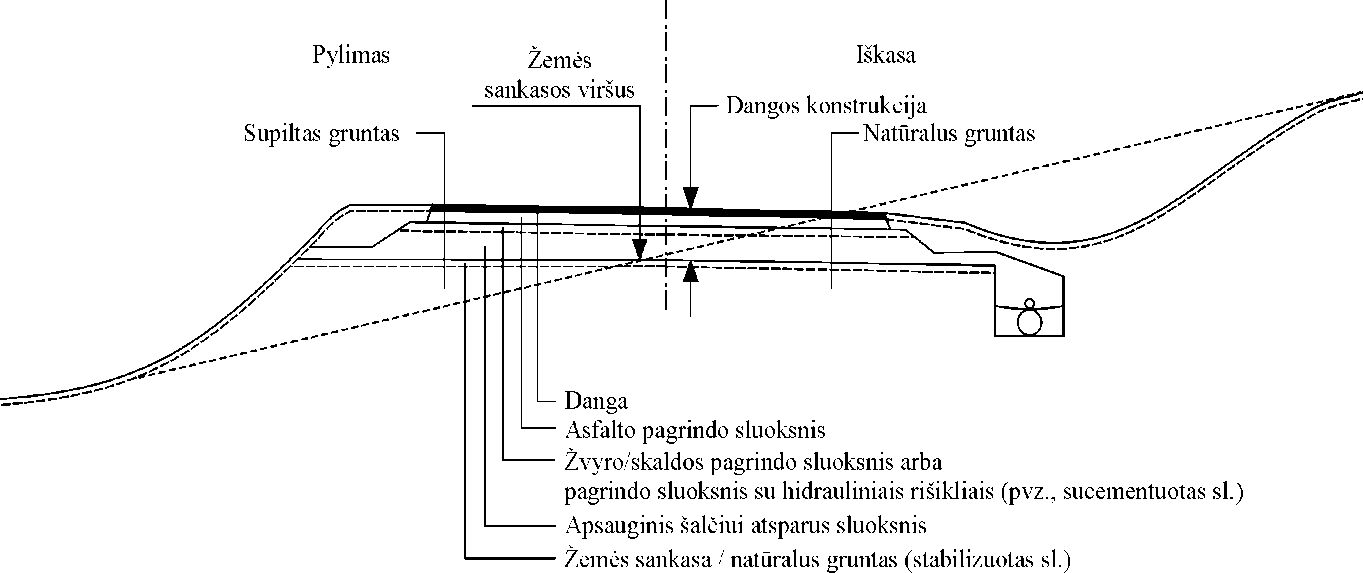 Pylimas
Žemės
sankasos viršus
Iškasa
Dangos konstrukcija
Supiltas gruntas
Natūralus gruntas
Danga
Asfalto pagrindo sluoksnis
Žvyro/skaldos pagrindo sluoksnis arba
pagrindo sluoksnis su hidrauliniais rišikliais (pvz., sucementuotas sl.)
Apsauginis šalčiui atsparus sluoksnis
Žemės sankasa / natūralus gruntas (stabilizuotas sl.)